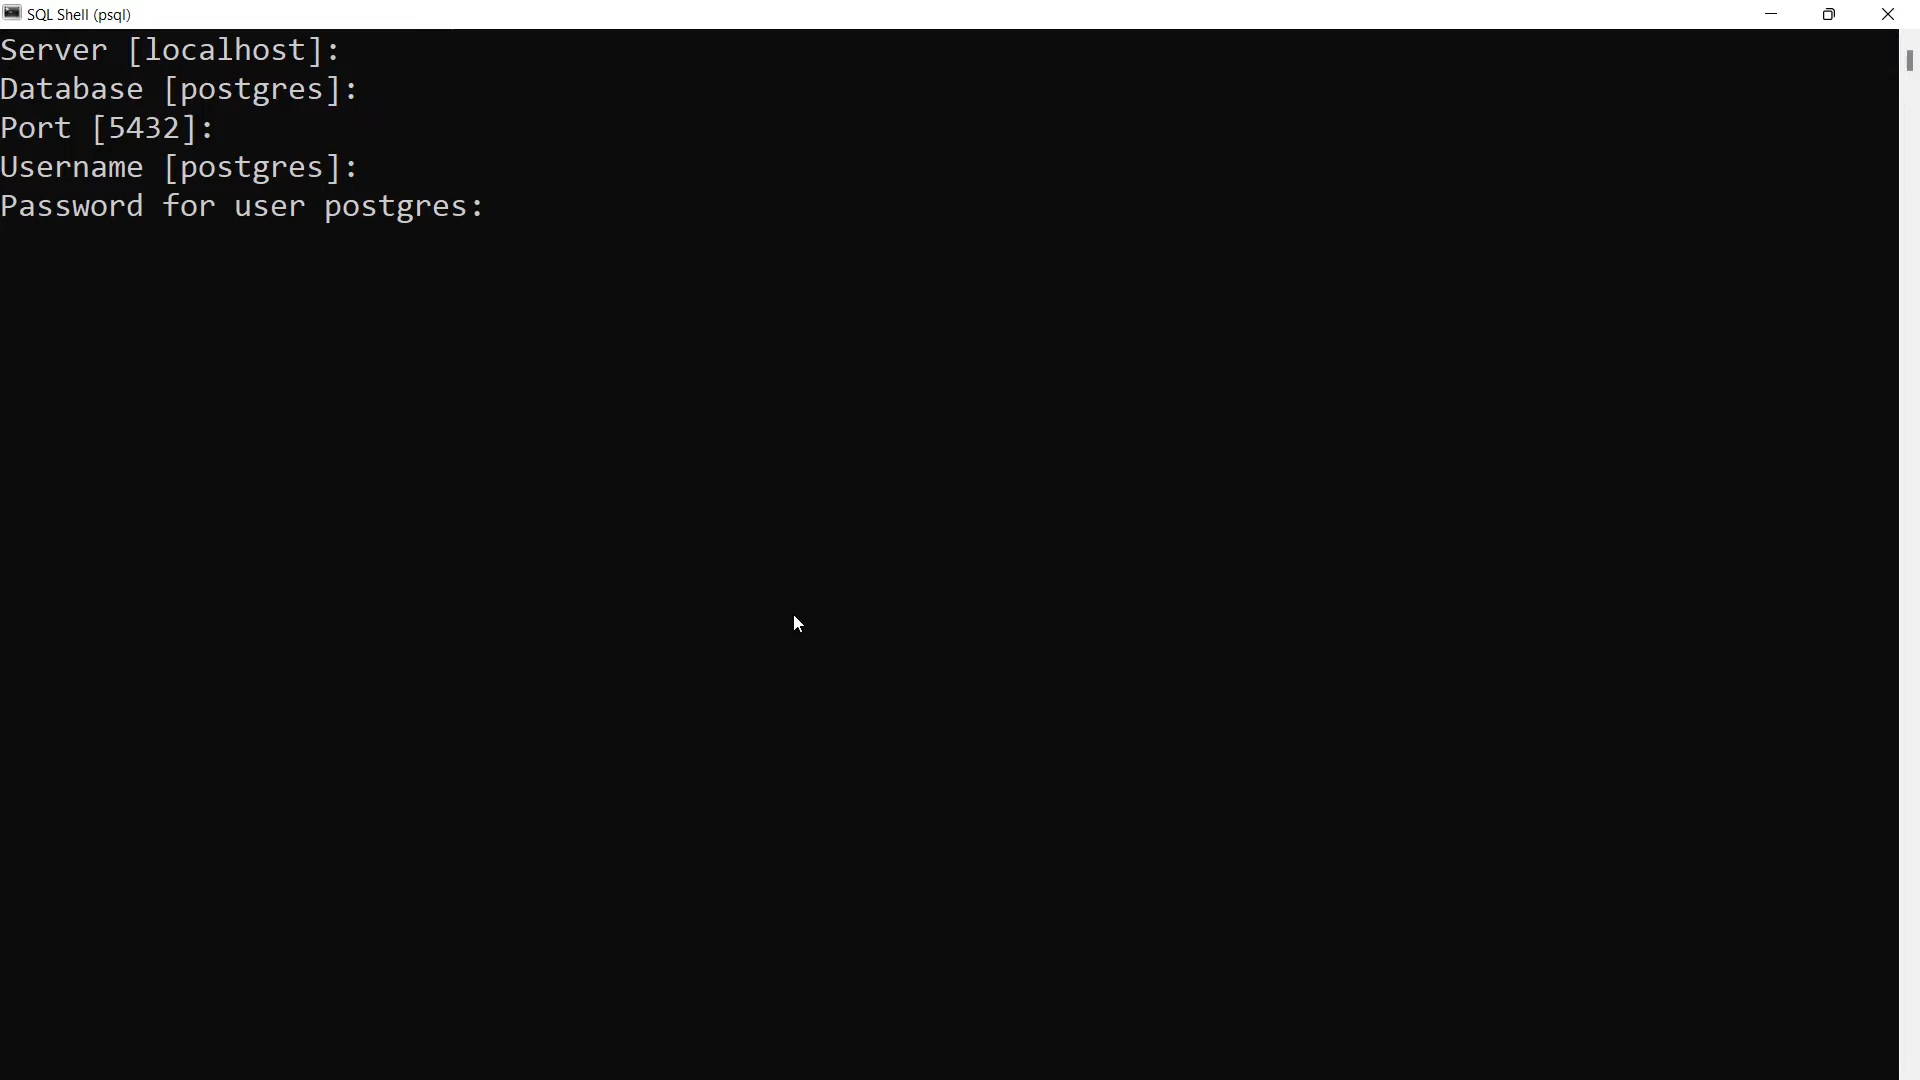 SQL Shell (psql)
Server [localhost]:
Database [postgres]:
Port [5432]:
Username [postgres]:
Password for user postgres: